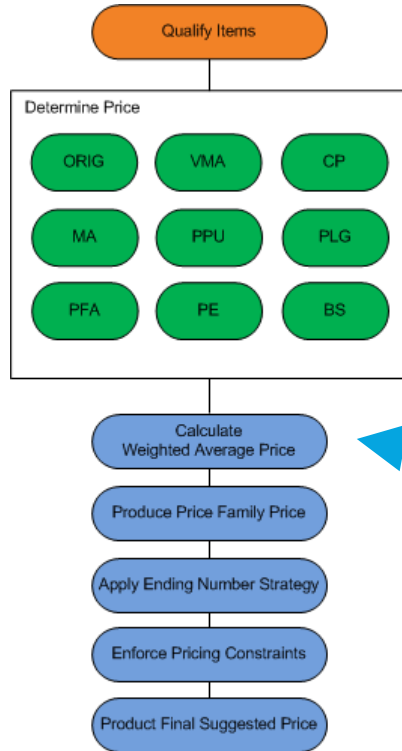 Qualify Items
Determine Price
ORIG VMA CP
MA PPU PLG
PFA PE BS
Calculate
Weighted Average Price
Produce Price Family Price
Apply Ending Number Strategy
Enforce Pricing Constraints
Product Final Suggested Price